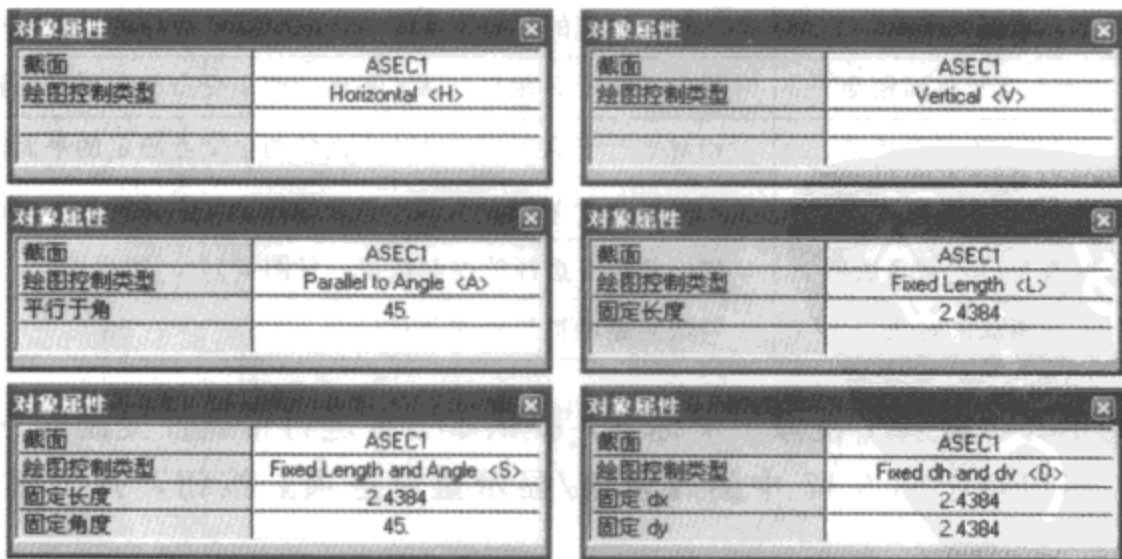 对象屈性
截面 ASEC1
绘图控制类型 Horizontal <H>
对象屈性
截面 ASEC1
绘图控制类型 Vertical <V>
对象屈性
截面 ASEC1
绘图控制类型 Parallel to Angle <A>
平行于角 45.
对象屈性
截面 ASEC1
绘图控制类型 Fixed Length <L>
固定长度 2.4384
对象屈性
截面 ASEC1
绘图控制类型 Fixed Length and Angle <S>
固定长度 2.4384
固定角度 45.
对象屈性
截面 ASEC1
绘图控制类型 Fixed dh and dv <D>
固定 dx 2.4384
固定 dy 2.4384